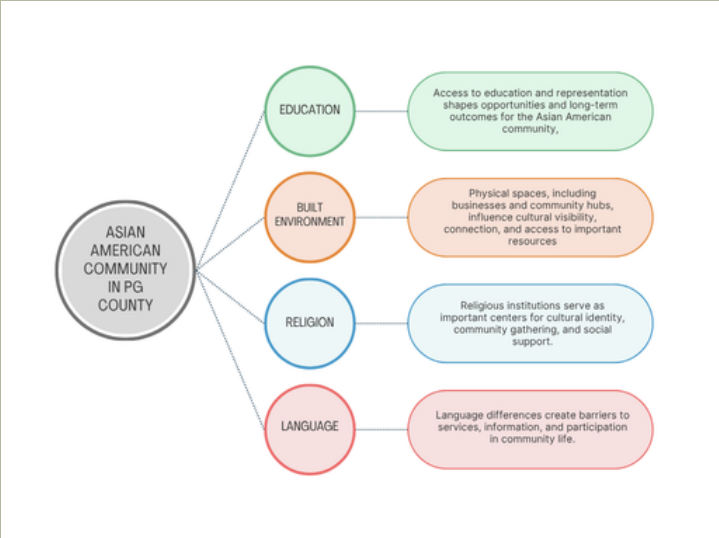 ASIAN
AMERICAN
COMMUNITY
IN PG
COUNTY
EDUCATION
Access to education and representation
shapes opportunities and long-term
outcomes for the Asian American
community,
BUILT
ENVIRONMENT
Physical spaces, including
businesses and community hubs,
influence cultural visibility,
connection, and access to important
resources
RELIGION
Religious institutions serve as
important centers for cultural identity,
community gathering, and social
support.
LANGUAGE
Language differences create barriers to
services, information, and participation
in community life.